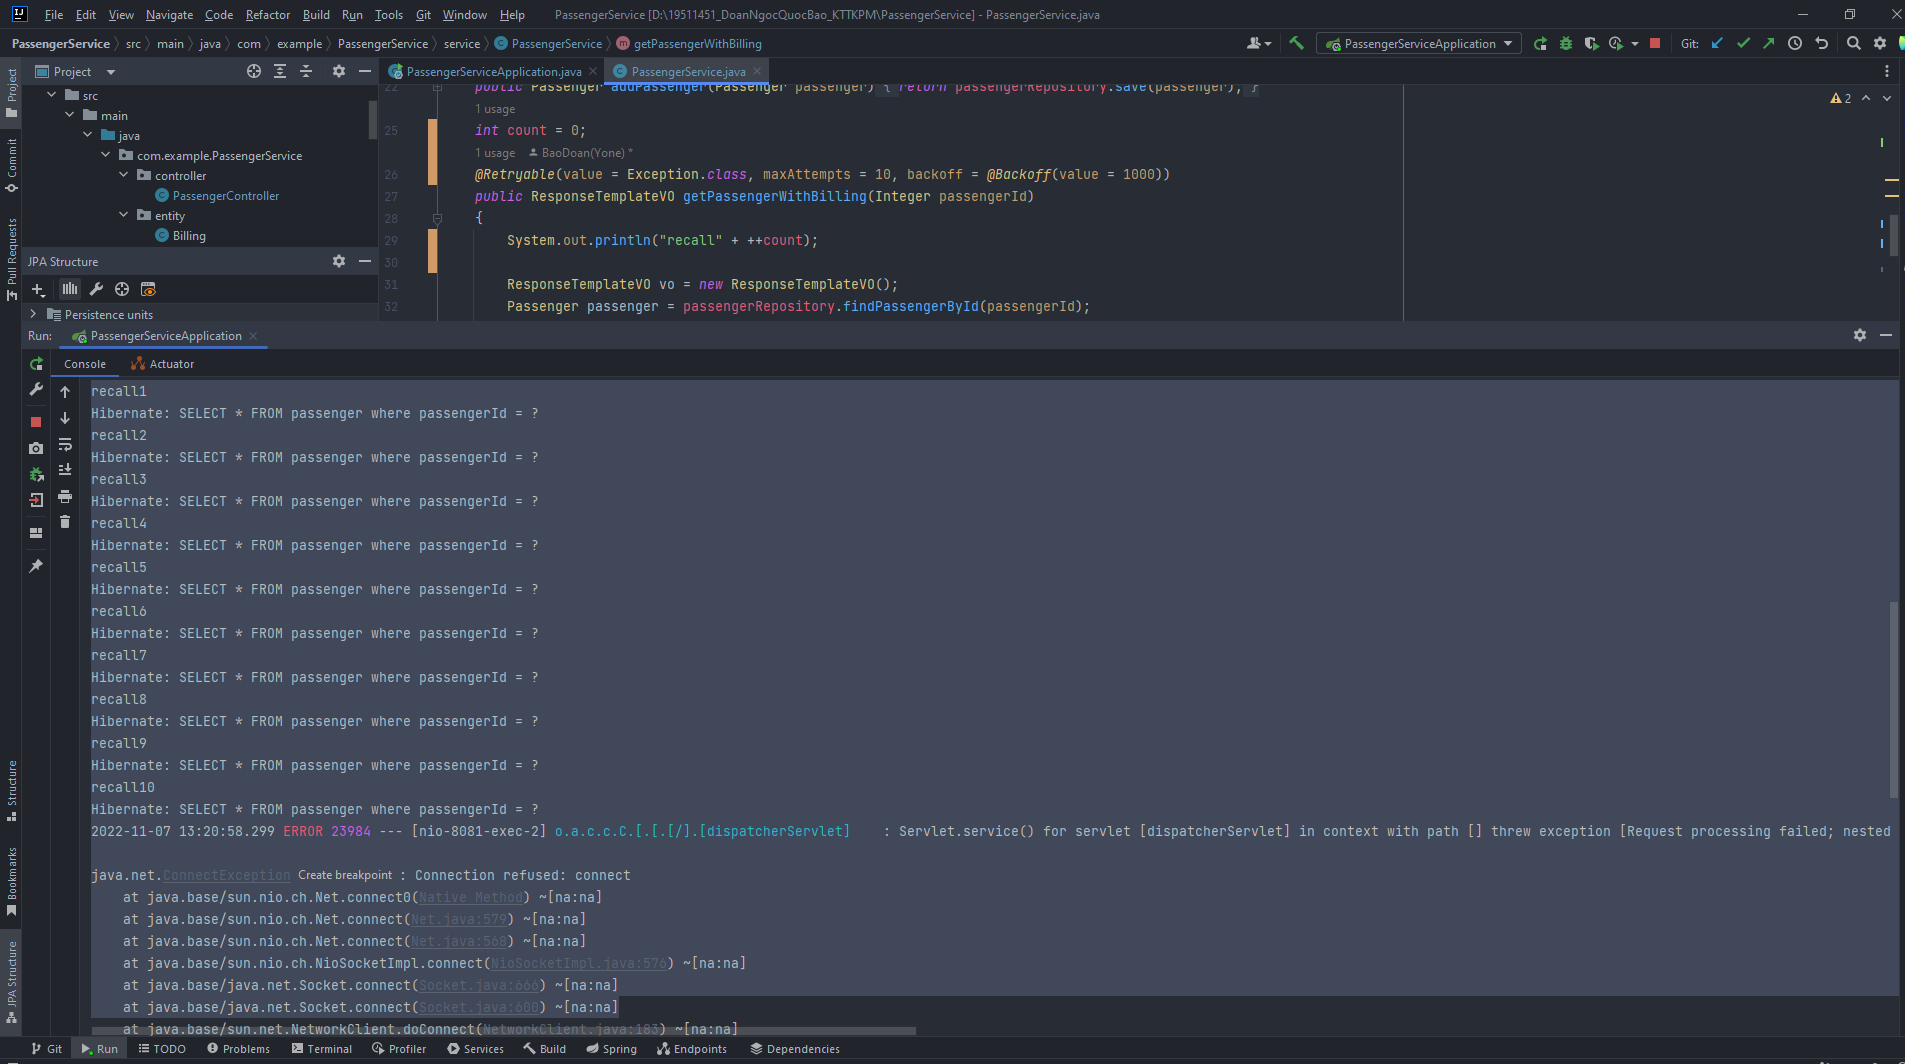 File Edit View Navigate Code Refactor Build Run Tools Git Window Help PassengerService [D:\19511451_DoanNgocQuocBao_KTTKPM\PassengerService] - PassengerService.java
PassengerService src main java com example PassengerService service PassengerService getPassengerWithBilling PassengerServiceApplication Git:
Project
Commit
Pull Requests
Structure
Bookmarks
JPA Structure
Project
src
main
java
com.example.PassengerService
controller
PassengerController
entity
Billing
JPA Structure
Persistence units
PassengerServiceApplication.java PassengerService.java
2
22 public Passenger addPassenger(Passenger passenger) { return passengerRepository.save(passenger); }
1 usage
25 int count = 0;
1 usage BaoDoan(Yone) *
26 @Retryable(value = Exception.class, maxAttempts = 10, backoff = @Backoff(value = 1000))
27 public ResponseTemplateVO getPassengerWithBilling(Integer passengerId)
28 {
29 System.out.println("recall" + ++count);
30
31 ResponseTemplateVO vo = new ResponseTemplateVO();
32 Passenger passenger = passengerRepository.findPassengerById(passengerId);
Run: PassengerServiceApplication
Console Actuator
recall1
Hibernate: SELECT * FROM passenger where passengerId = ?
recall2
Hibernate: SELECT * FROM passenger where passengerId = ?
recall3
Hibernate: SELECT * FROM passenger where passengerId = ?
recall4
Hibernate: SELECT * FROM passenger where passengerId = ?
recall5
Hibernate: SELECT * FROM passenger where passengerId = ?
recall6
Hibernate: SELECT * FROM passenger where passengerId = ?
recall7
Hibernate: SELECT * FROM passenger where passengerId = ?
recall8
Hibernate: SELECT * FROM passenger where passengerId = ?
recall9
Hibernate: SELECT * FROM passenger where passengerId = ?
recall10
Hibernate: SELECT * FROM passenger where passengerId = ?
2022-11-07 13:20:58.299 ERROR 23984 --- [nio-8081-exec-2] o.a.c.c.C.[.[.[/].[dispatcherServlet] : Servlet.service() for servlet [dispatcherServlet] in context with path [] threw exception [Request processing failed; nested
java.net.ConnectException Create breakpoint : Connection refused: connect
at java.base/sun.nio.ch.Net.connect0(Native Method) ~[na:na]
at java.base/sun.nio.ch.Net.connect(Net.java:579) ~[na:na]
at java.base/sun.nio.ch.Net.connect(Net.java:568) ~[na:na]
at java.base/sun.nio.ch.NioSocketImpl.connect(NioSocketImpl.java:576) ~[na:na]
at java.base/java.net.Socket.connect(Socket.java:666) ~[na:na]
at java.base/java.net.Socket.connect(Socket.java:600) ~[na:na]
at java.base/sun.net.NetworkClient.doConnect(NetworkClient.java:183) ~[na:na]
Git Run TODO Problems Terminal Profiler Services Build Spring Endpoints Dependencies